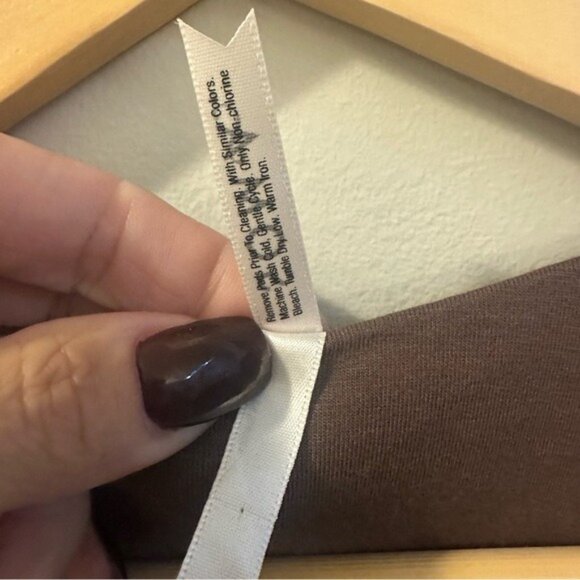 Remove Pads Prior To Cleaning. With Similar Colors.
Machine Wash Cold, Gentle Cycle. Only Non-chlorine
Bleach. Tumble Dry Low. Warm Iron.